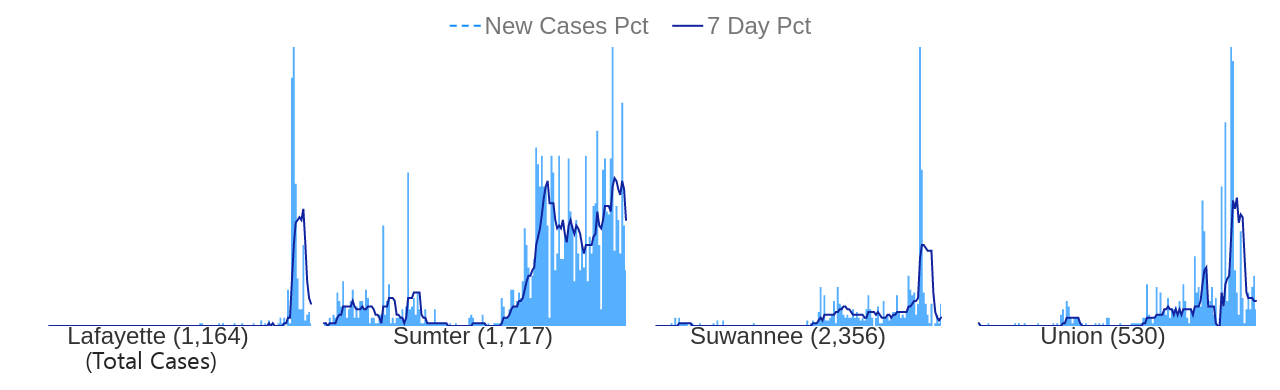 New Cases Pct 7 Day Pct
Lafayette (1,164) Sumter (1,717) Suwannee (2,356) Union (530)
(Total Cases)